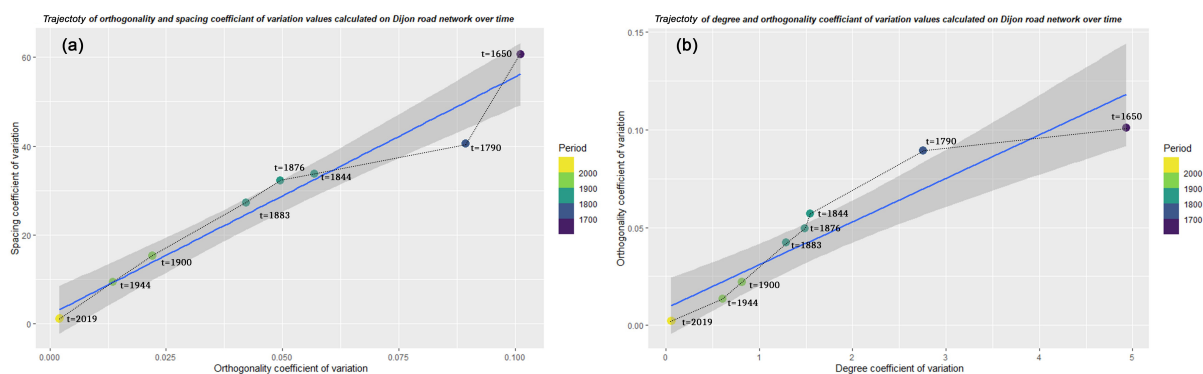 Trajectoty of orthogonality and spacing coefficiant of variation values calculated on Dijon road network over time
(a)
60
40
20
0
Spacing coefficient of variation
t=1650
t=1790
t=1876
t=1844
t=1883
t=1900
t=1944
t=2019
0.000
0.025
0.050
0.075
0.100
Orthogonality coefficient of variation
Period
2000
1900
1800
1700
Trajectoty of degree and orthogonality coefficiant of variation values calculated on Dijon road network over time
(b)
0.15
0.10
0.05
0.00
Orthogonality coefficient of variation
t=1650
t=1790
t=1844
t=1876
t=1883
t=1900
t=1944
t=2019
0
1
2
3
4
5
Degree coefficient of variation
Period
2000
1900
1800
1700